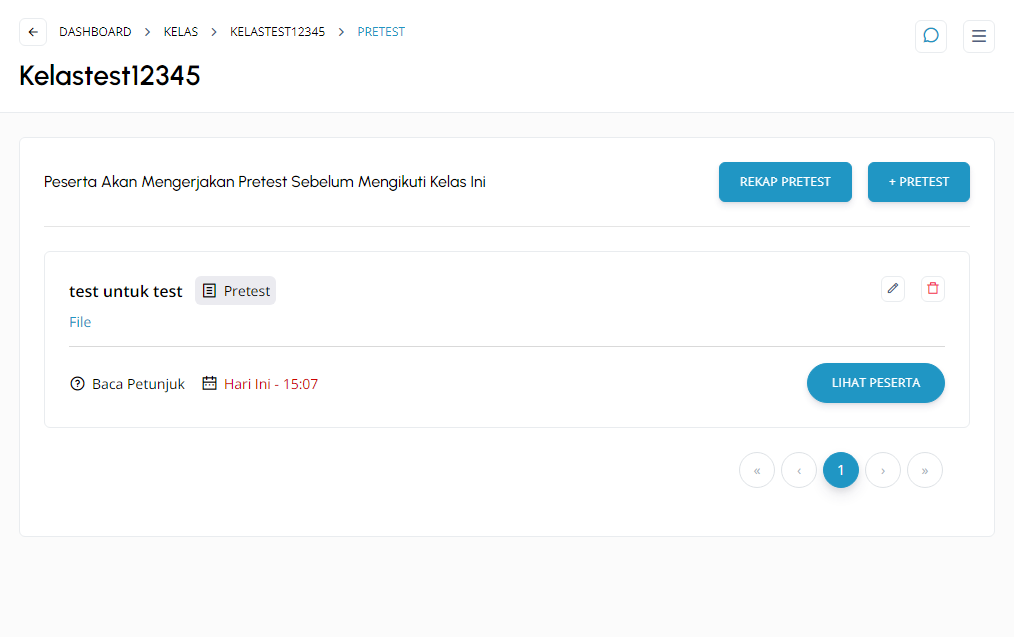 DASHBOARD > KELAS > KELASTEST12345 > PRETEST
Kelastest12345
Peserta Akan Mengerjakan Pretest Sebelum Mengikuti Kelas Ini
REKAP PRETEST
+ PRETEST
test untuk test
Pretest
File
Baca Petunjuk
Hari Ini - 15:07
LIHAT PESERTA
« ‹ 1 › »